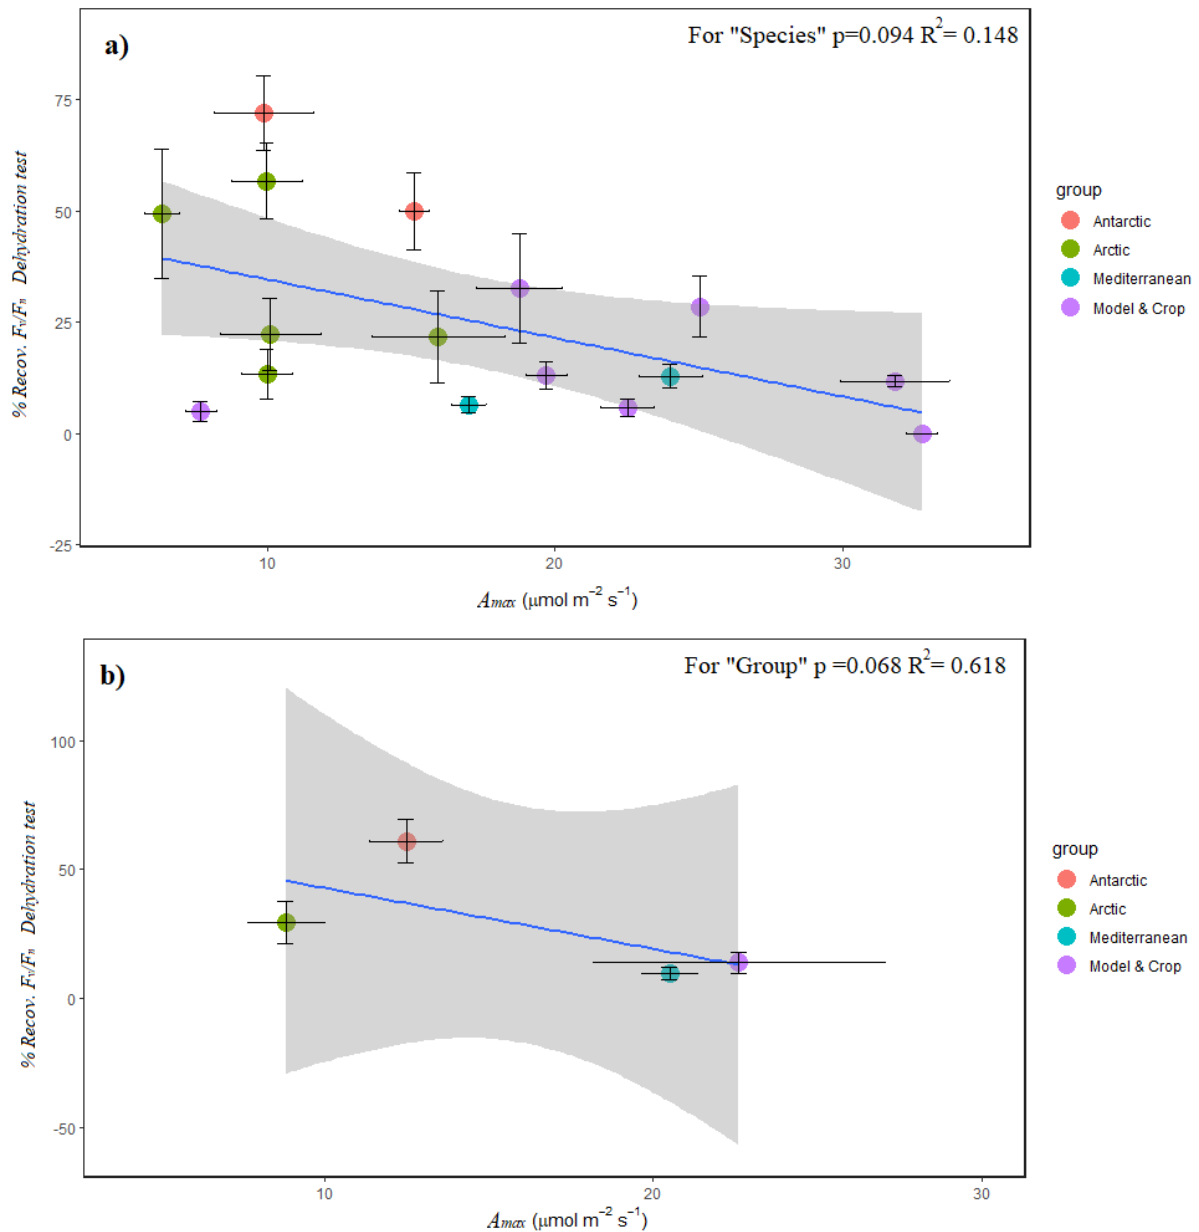 a)
For "Species" p=0.094 R²= 0.148
75
50
25
0
-25
% Recov. Fᵥ/Fₙ Dehydration test
10
20
30
Amax (μmol m⁻² s⁻¹)
group
Antarctic
Arctic
Mediterranean
Model & Crop
b)
For "Group" p =0.068 R²= 0.618
100
50
0
-50
% Recov. Fᵥ/Fₙ Dehydration test
10
20
30
Amax (μmol m⁻² s⁻¹)
group
Antarctic
Arctic
Mediterranean
Model & Crop